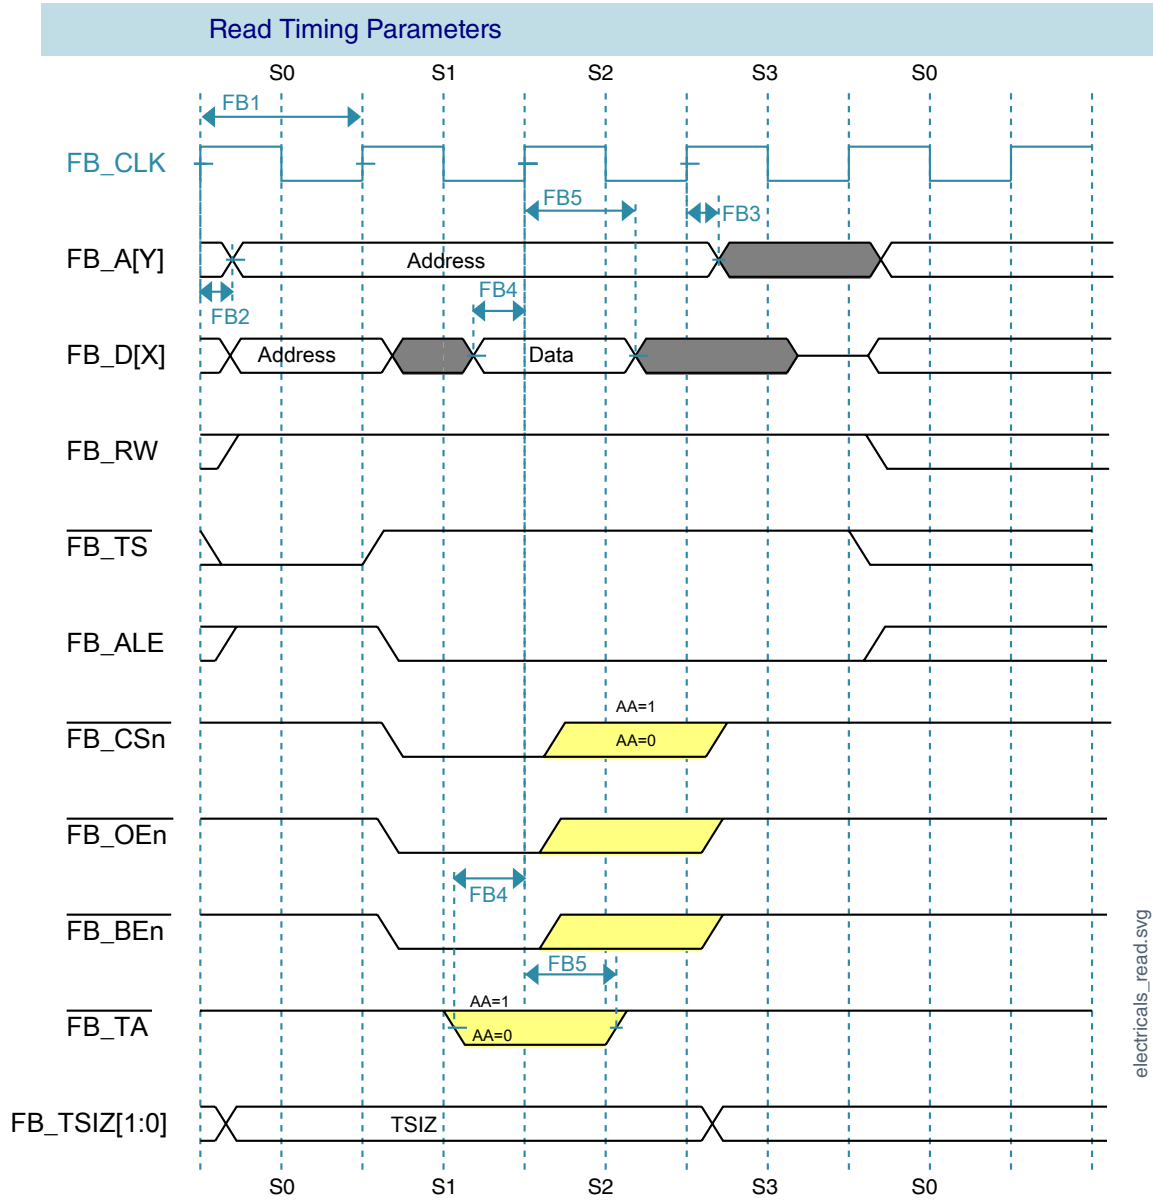 Read Timing Parameters
S0 S1 S2 S3 S0
FB1
FB_CLK
FB5 FB3
FB_A[Y] Address
FB2 FB4
FB_D[X] Address Data
FB_RW
FB_TS
FB_ALE
AA=1
FB_CSn AA=0
FB_OEn
FB4
FB_BEn
FB5
AA=1
FB_TA AA=0
FB_TSIZ[1:0] TSIZ
S0 S1 S2 S3 S0
electricals_read.svg